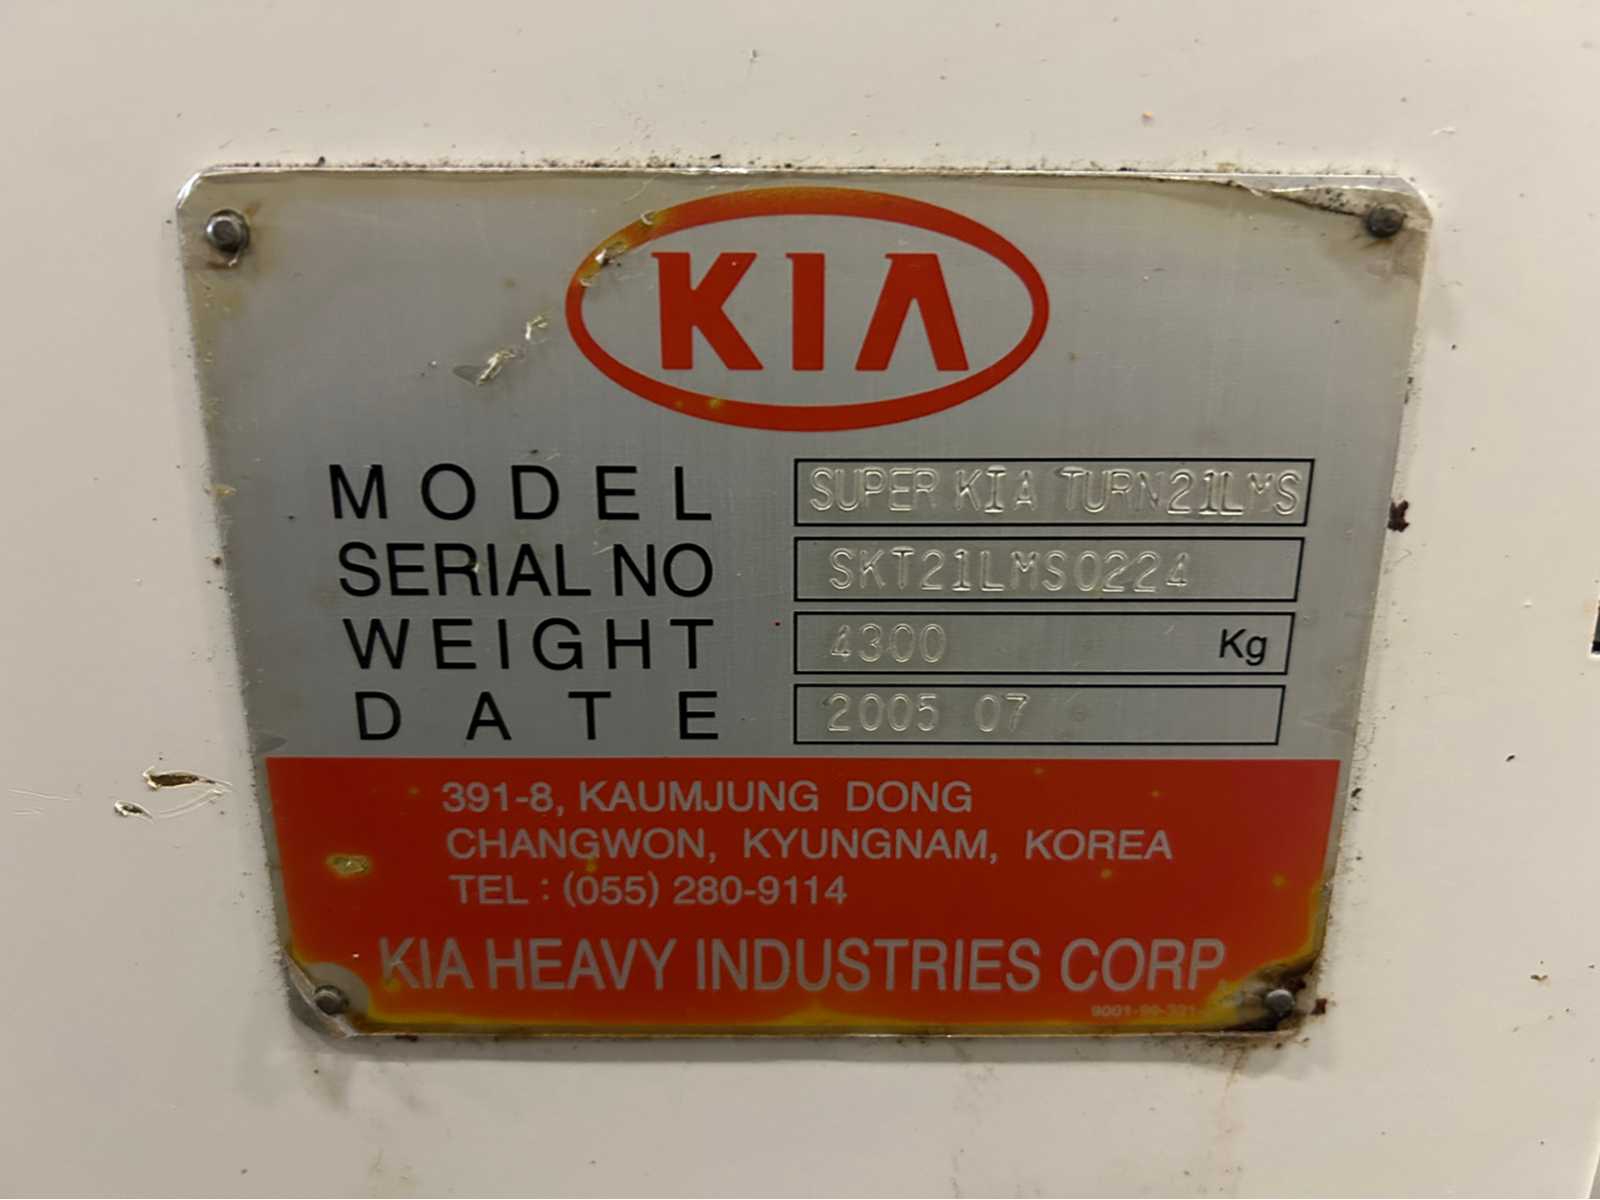 KIA
MODEL SUPER KIA TURN21LMS
SERIAL NO SKT21LMS0224
WEIGHT 4300 Kg
DATE 2005 07
391-8, KAUMJUNG DONG
CHANGWON, KYUNGNAM, KOREA
TEL : (055) 280-9114
KIA HEAVY INDUSTRIES CORP.